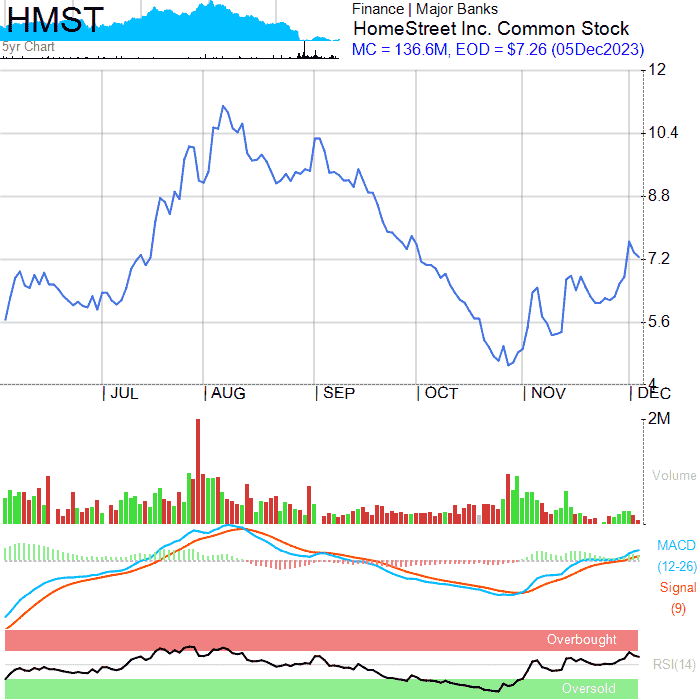 HMST
5yr Chart
Finance | Major Banks
HomeStreet Inc. Common Stock
MC = 136.6M, EOD = $7.26 (05Dec2023)
12
10.4
8.8
7.2
5.6
4
| JUL | AUG | SEP | OCT | NOV | DEC
2M
Volume
MACD
(12-26)
Signal
(9)
Overbought
RSI(14)
Oversold